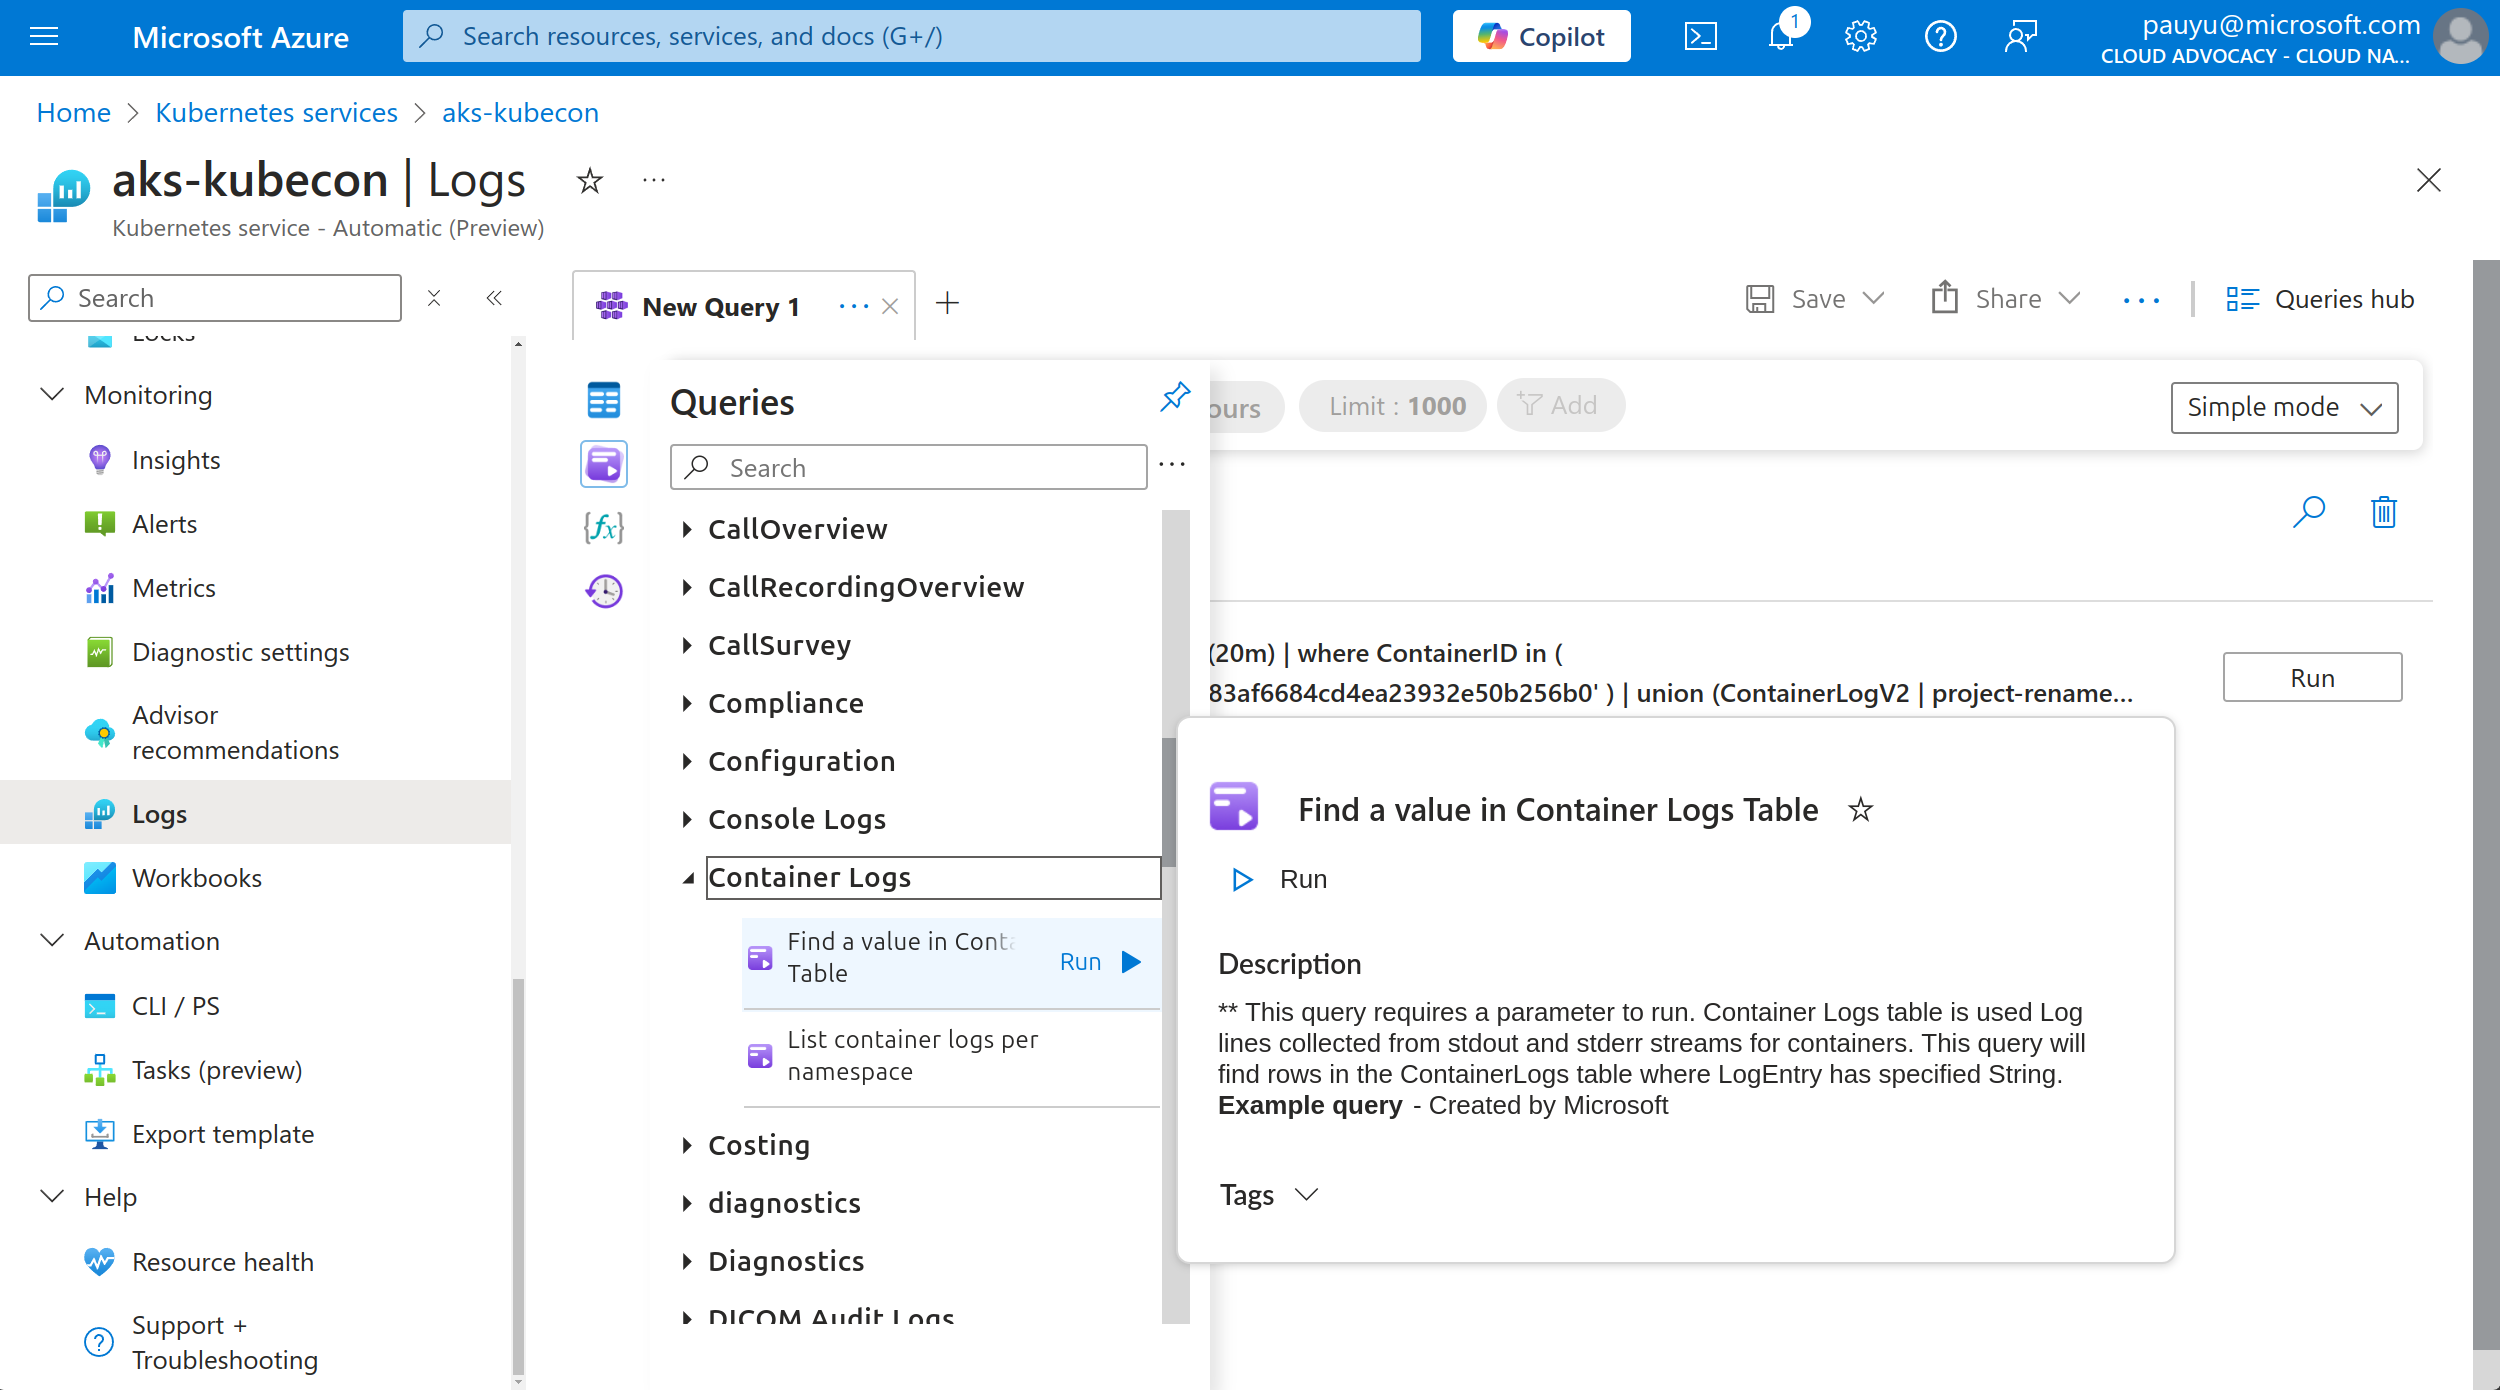 Microsoft Azure
Search resources, services, and docs (G+/)
Copilot
1
pauyu@microsoft.com
CLOUD ADVOCACY - CLOUD NA...
Home > Kubernetes services > aks-kubecon
aks-kubecon | Logs
Kubernetes service - Automatic (Preview)
Search
Locks
Monitoring
Insights
Alerts
Metrics
Diagnostic settings
Advisor
recommendations
Logs
Workbooks
Automation
CLI / PS
Tasks (preview)
Export template
Help
Resource health
Support +
Troubleshooting
New Query 1
Save
Share
Queries hub
Queries
Search
CallOverview
CallRecordingOverview
CallSurvey
Compliance
Configuration
Console Logs
Container Logs
Find a value in Conta
Table
Run
List container logs per
namespace
Costing
diagnostics
Diagnostics
DICOM Audit Logs
ours
Limit : 1000
Add
Simple mode
(20m) | where ContainerID in (
83af6684cd4ea23932e50b256b0' ) | union (ContainerLogV2 | project-rename...
Run
Find a value in Container Logs Table
Run
Description
** This query requires a parameter to run. Container Logs table is used Log
lines collected from stdout and stderr streams for containers. This query will
find rows in the ContainerLogs table where LogEntry has specified String.
Example query - Created by Microsoft
Tags